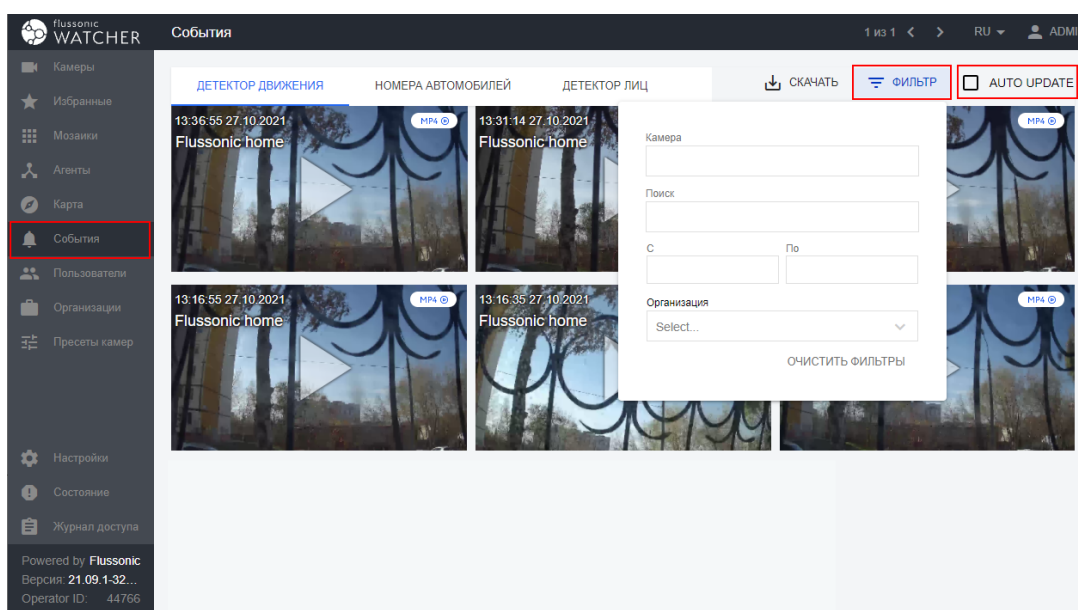 flussonic
WATCHER
События
1 из 1
RU
ADMI
Камеры
Избранные
Мозаики
Агенты
Карта
События
Пользователи
Организации
Пресеты камер
Настройки
Состояние
Журнал доступа
Powered by Flussonic
Версия: 21.09.1-32...
Operator ID: 44766
ДЕТЕКТОР ДВИЖЕНИЯ
НОМЕРА АВТОМОБИЛЕЙ
ДЕТЕКТОР ЛИЦ
СКАЧАТЬ
ФИЛЬТР
AUTO UPDATE
13:36:55 27.10.2021
MP4
Flussonic home
13:31:14 27.10.2021
Flussonic home
MP4
Камера
Поиск
С
По
Организация
Select...
ОЧИСТИТЬ ФИЛЬТРЫ
13:16:55 27.10.2021
MP4
Flussonic home
13:16:35 27.10.2021
Flussonic home
MP4